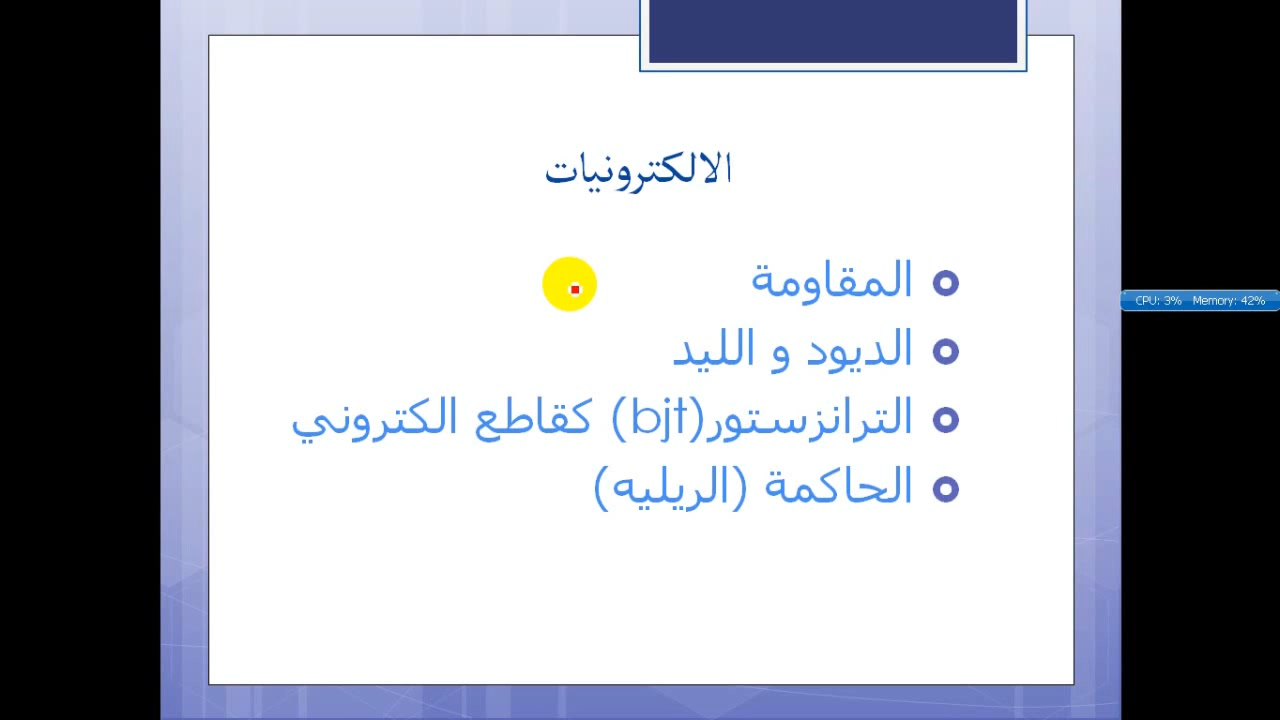 الالكترونيات
المقاومة
الديود و الليد
الترانزستور(bjt) كقاطع الكتروني
الحاكمة (الريليه)
CPU: 3% Memory: 42%